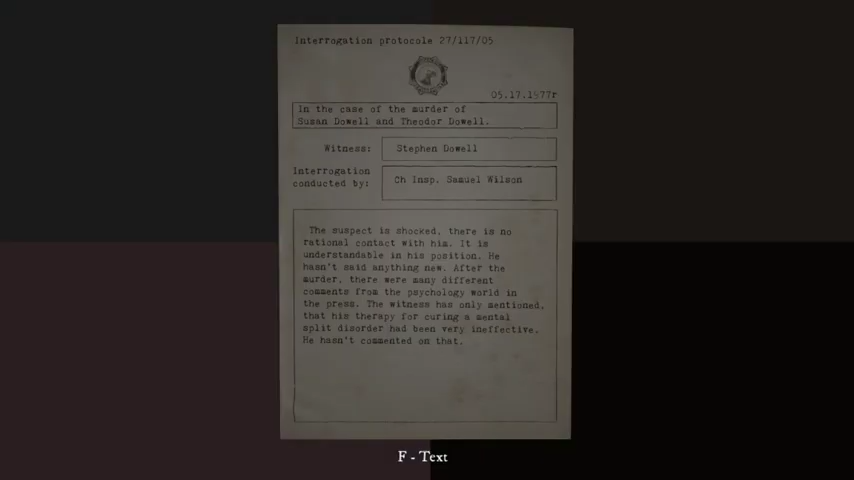 Interrogation protocole 27/117/05
05.17.1977r
In the case of the murder of
Susan Dowell and Theodor Dowell.
Witness: Stephen Dowell
Interrogation
conducted by: Ch Insp. Samuel Wilson
The suspect is shocked, there is no
rational contact with him. It is
understandable in his position. He
hasn't said anything new. After the
murder, there were many different
comments from the psychology world in
the press. The witness has only mentioned,
that his therapy for curing a mental
split disorder had been very ineffective.
He hasn't commented on that.
F - Text